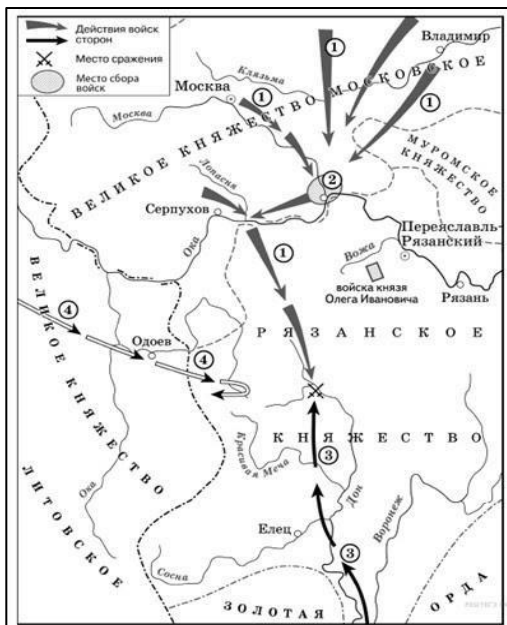 Действия войск
сторон
Место сражения
Место сбора
войск
1
Владимир
Клязьма
Москва
1
1
ВЕЛИКОЕ КНЯЖЕСТВО МОСКОВСКОЕ
Москва
МУРОМСКОЕ
КНЯЖЕСТВО
Лопасня
2
Серпухов
Переяславль-
Рязанский
Ока
1
Вожа
войска князя
Олега Ивановича
Рязань
4
Одоев
4
РЯЗАНСКОЕ
КНЯЖЕСТВО
ВЕЛИКОЕ КНЯЖЕСТВО
ЛИТОВСКОЕ
Красивая Меча
3
Ока
Дон
Воронеж
Елец
3
Сосна
ЗОЛОТАЯ
ОРДА